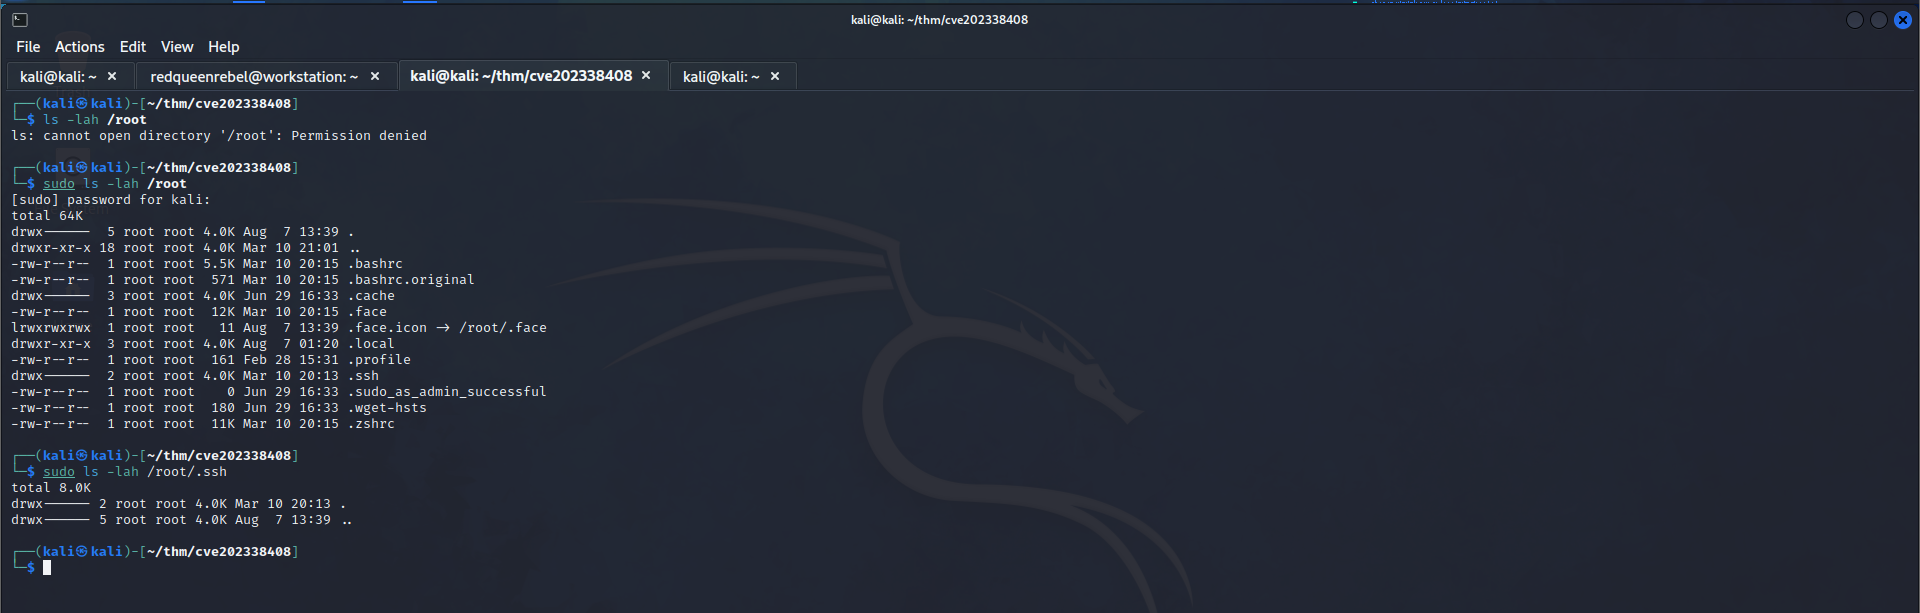 kali@kali: ~/thm/cve202338408
File Actions Edit View Help
kali@kali: ~ × redqueenrebel@workstation: ~ × kali@kali: ~/thm/cve202338408 × kali@kali: ~ ×
┌──(kali㉿kali)-[~/thm/cve202338408]
└─$ ls -lah /root
ls: cannot open directory '/root': Permission denied
┌──(kali㉿kali)-[~/thm/cve202338408]
└─$ sudo ls -lah /root
[sudo] password for kali:
total 64K
drwx------  5 root root 4.0K Aug  7 13:39 .
drwxr-xr-x 18 root root 4.0K Mar 10 21:01 ..
-rw-r--r--  1 root root 5.5K Mar 10 20:15 .bashrc
-rw-r--r--  1 root root  571 Mar 10 20:15 .bashrc.original
drwx------  3 root root 4.0K Jun 29 16:33 .cache
-rw-r--r--  1 root root  12K Mar 10 20:15 .face
lrwxrwxrwx  1 root root   11 Aug  7 13:39 .face.icon -> /root/.face
drwxr-xr-x  3 root root 4.0K Aug  7 01:20 .local
-rw-r--r--  1 root root  161 Feb 28 15:31 .profile
drwx------  2 root root 4.0K Mar 10 20:13 .ssh
-rw-r--r--  1 root root    0 Jun 29 16:33 .sudo_as_admin_successful
-rw-r--r--  1 root root  180 Jun 29 16:33 .wget-hsts
-rw-r--r--  1 root root  11K Mar 10 20:15 .zshrc
┌──(kali㉿kali)-[~/thm/cve202338408]
└─$ sudo ls -lah /root/.ssh
total 8.0K
drwx------ 2 root root 4.0K Mar 10 20:13 .
drwx------ 5 root root 4.0K Aug  7 13:39 ..
┌──(kali㉿kali)-[~/thm/cve202338408]
└─$